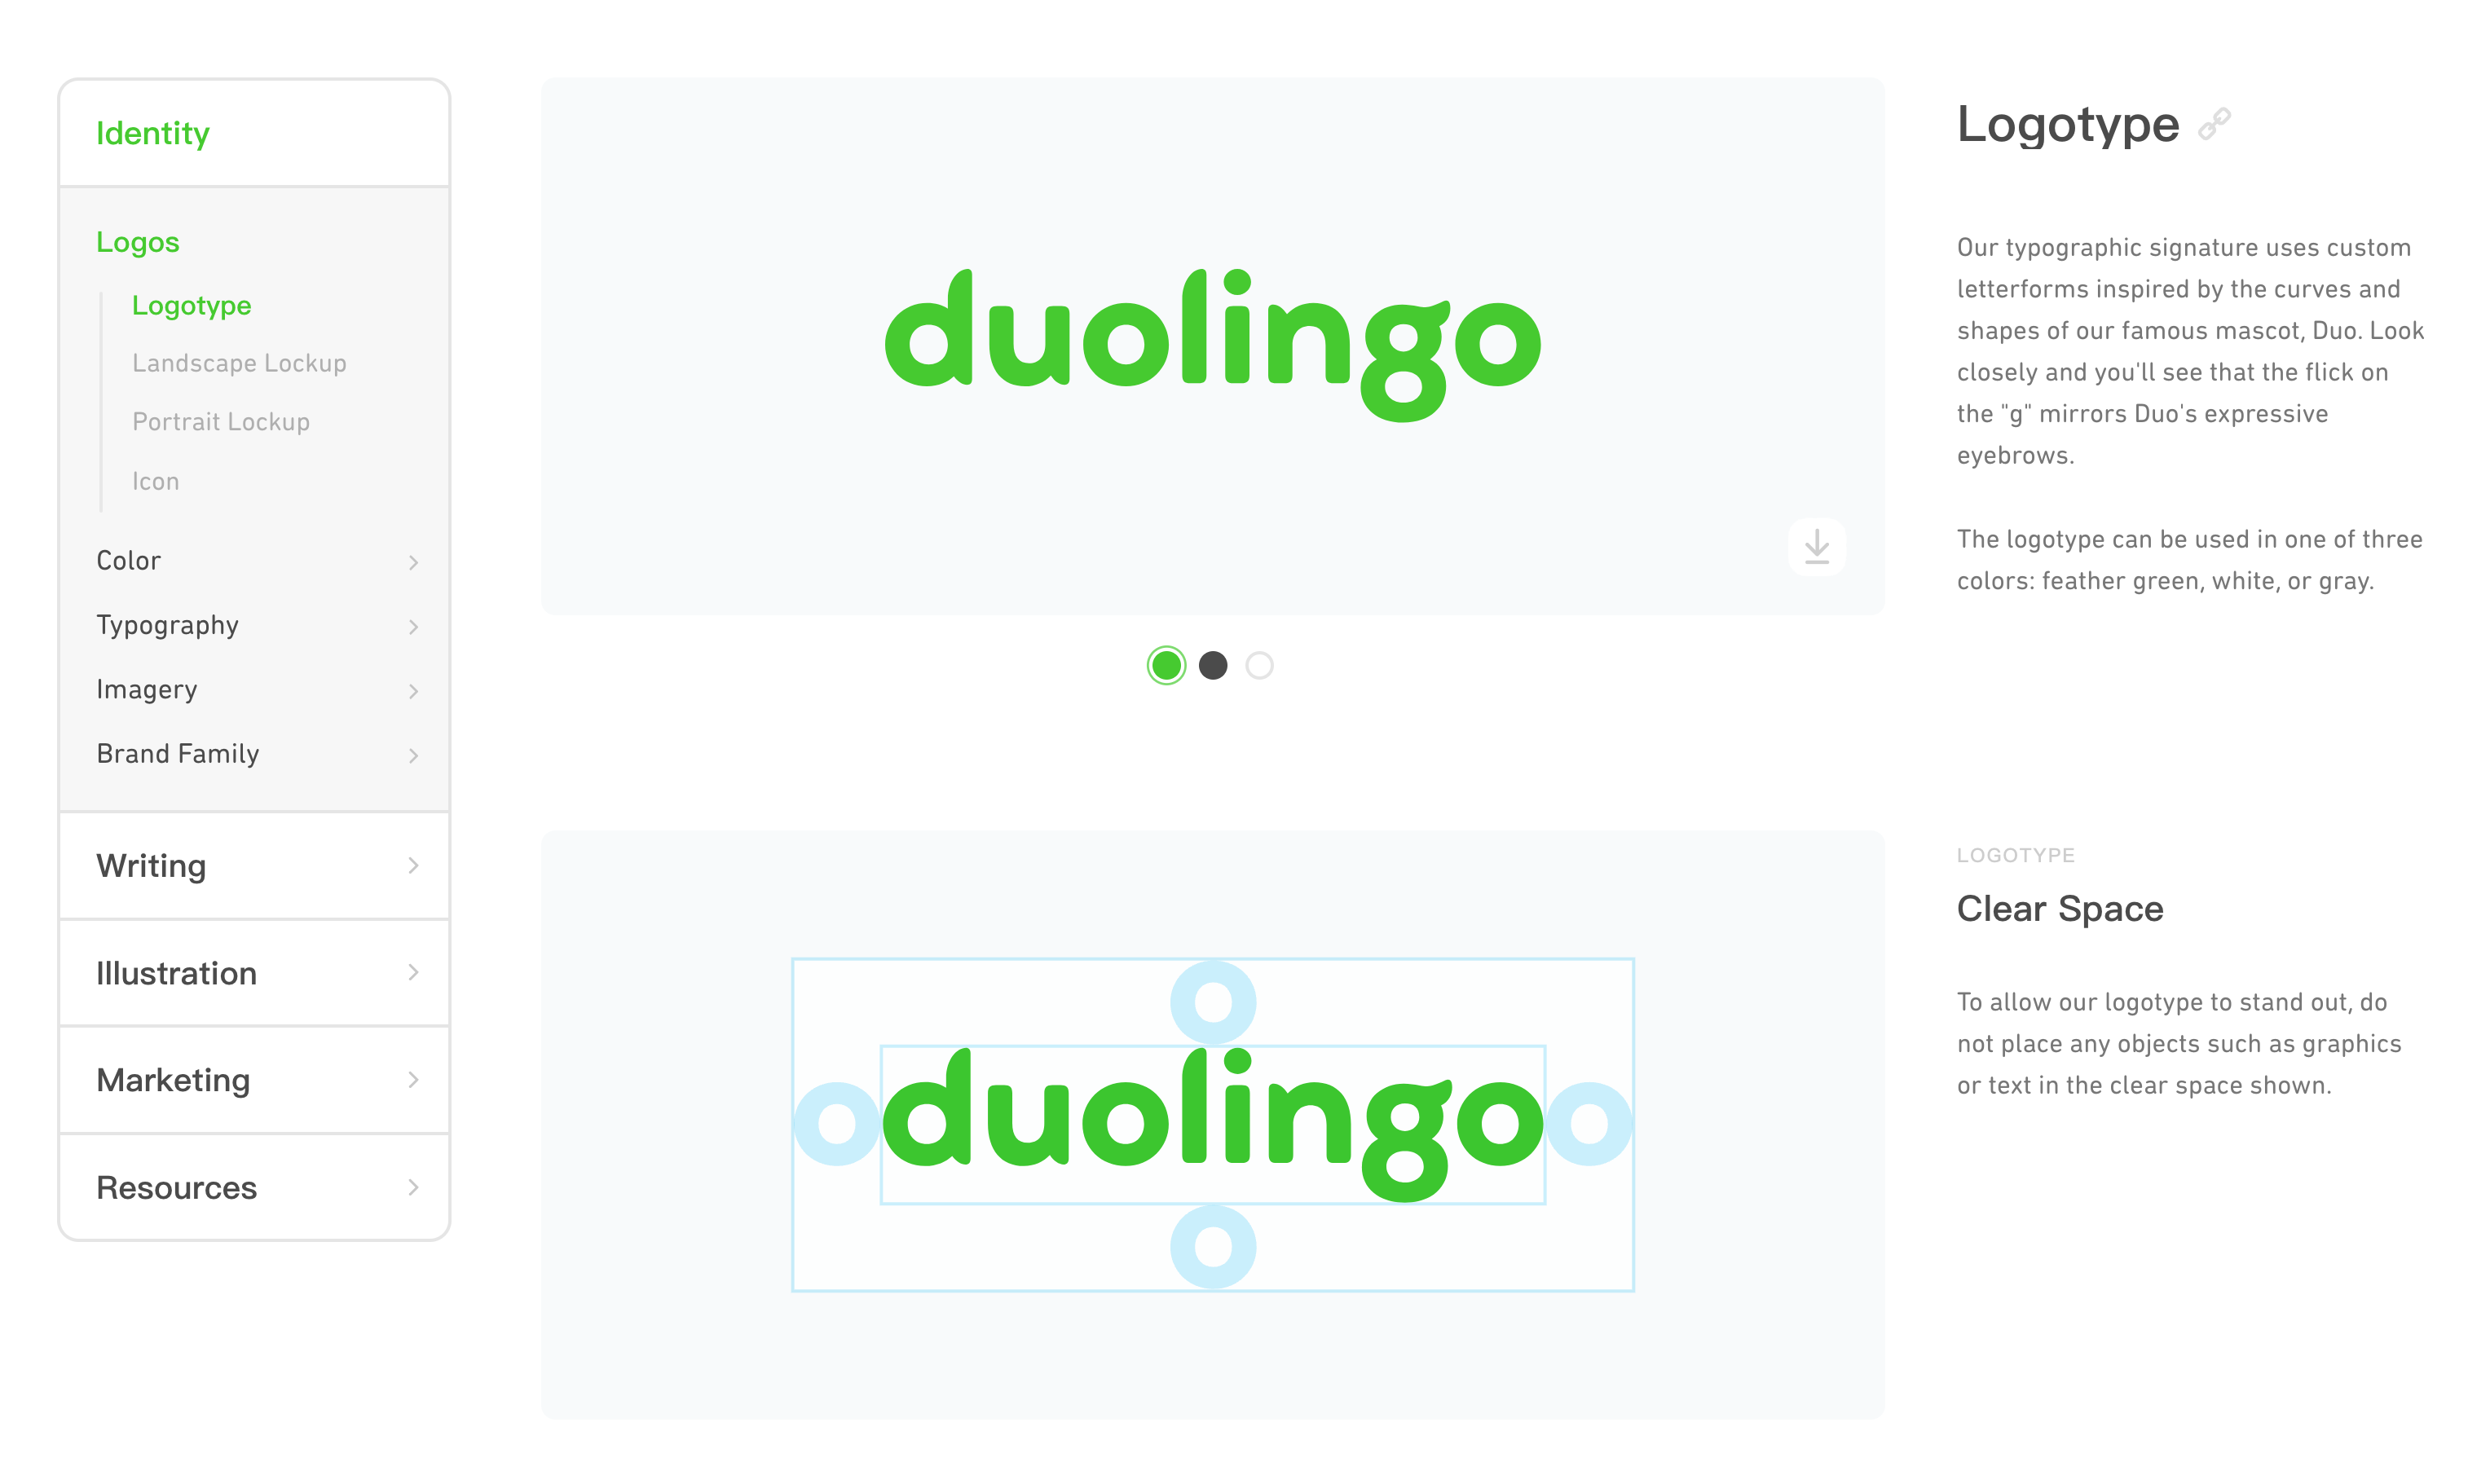 Identity
Logos
Logotype
Landscape Lockup
Portrait Lockup
Icon
Color
Typography
Imagery
Brand Family
Writing
Illustration
Marketing
Resources
duolingo
Logotype
Our typographic signature uses custom
letterforms inspired by the curves and
shapes of our famous mascot, Duo. Look
closely and you'll see that the flick on
the "g" mirrors Duo's expressive
eyebrows.
The logotype can be used in one of three
colors: feather green, white, or gray.
o
o duolingo o
o
LOGOTYPE
Clear Space
To allow our logotype to stand out, do
not place any objects such as graphics
or text in the clear space shown.